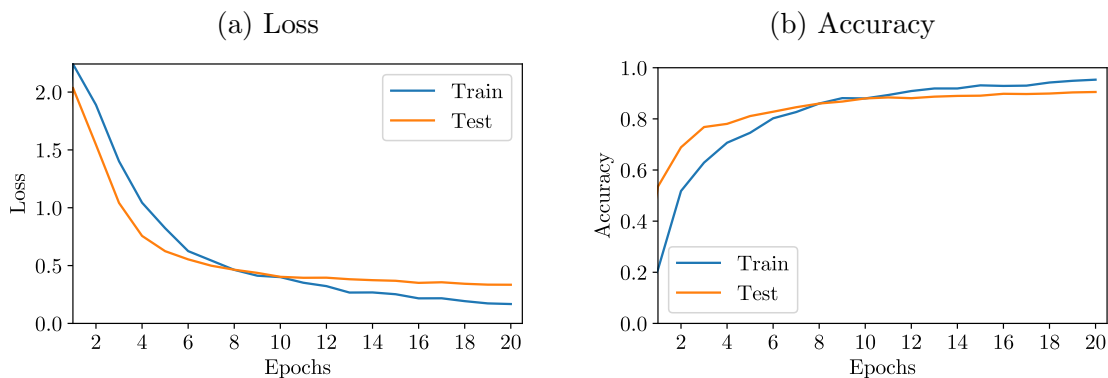 (a) Loss
2.0
1.5
1.0
0.5
0.0
Loss
Train
Test
2 4 6 8 10 12 14 16 18 20
Epochs
(b) Accuracy
1.0
0.8
0.6
0.4
0.2
0.0
Accuracy
Train
Test
2 4 6 8 10 12 14 16 18 20
Epochs